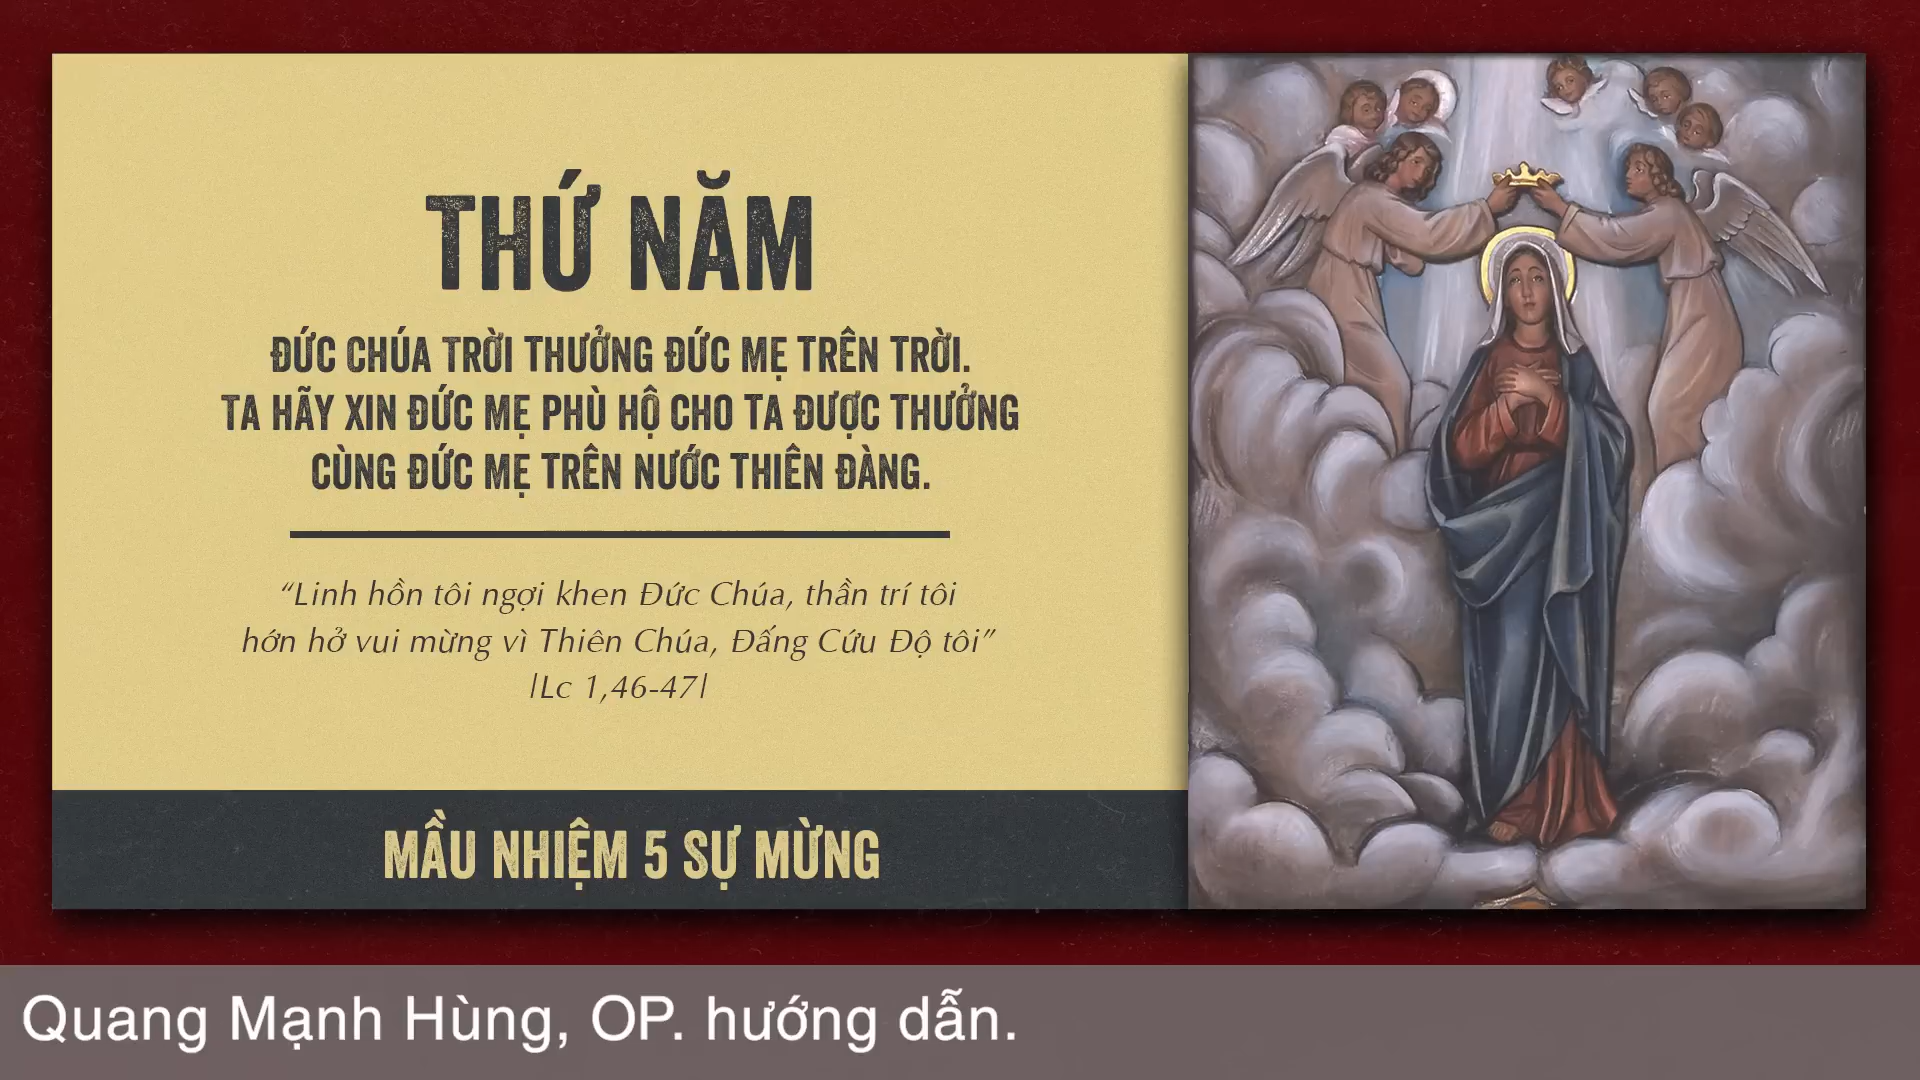 THỨ NĂM
ĐỨC CHÚA TRỜI THƯỞNG ĐỨC MẸ TRÊN TRỜI.
TA HÃY XIN ĐỨC MẸ PHÙ HỘ CHO TA ĐƯỢC THƯỞNG
CÙNG ĐỨC MẸ TRÊN NƯỚC THIÊN ĐÀNG.
“Linh hồn tôi ngợi khen Đức Chúa, thần trí tôi
hớn hở vui mừng vì Thiên Chúa, Đấng Cứu Độ tôi”
|Lc 1,46-47|
MẦU NHIỆM 5 SỰ MỪNG
Quang Mạnh Hùng, OP. hướng dẫn.